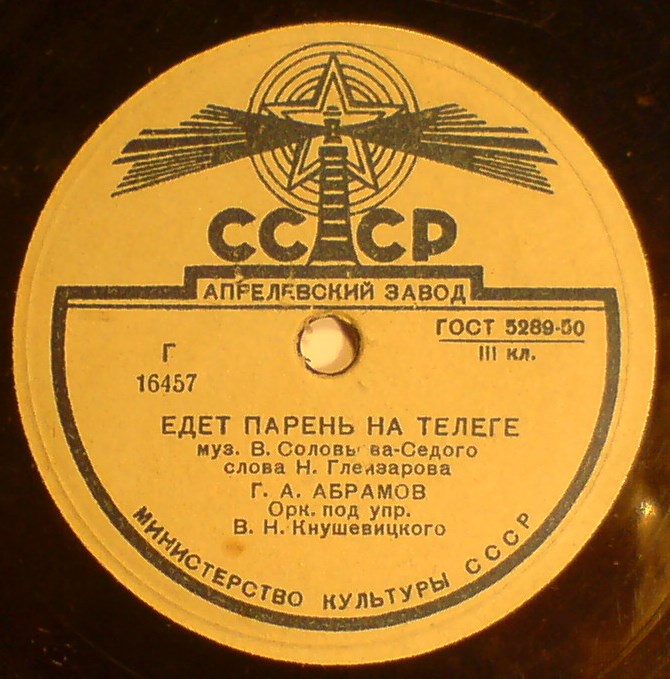 СССР
АПРЕЛЕВСКИЙ ЗАВОД
ГОСТ 5289-50
III кл.
Г
16457
ЕДЕТ ПАРЕНЬ НА ТЕЛЕГЕ
муз. В. Соловьева-Седого
слова Н. Глейзарова
Г. А. АБРАМОВ
Орк. под упр.
В. Н. Кнушевицкого
МИНИСТЕРСТВО КУЛЬТУРЫ СССР